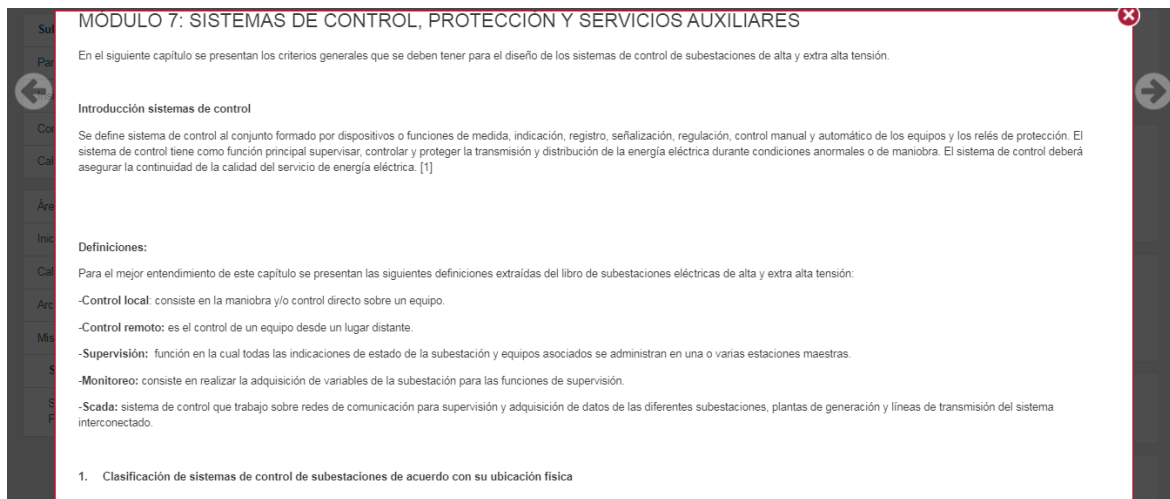 MÓDULO 7: SISTEMAS DE CONTROL, PROTECCIÓN Y SERVICIOS AUXILIARES
En el siguiente capítulo se presentan los criterios generales que se deben tener para el diseño de los sistemas de control de subestaciones de alta y extra alta tensión.
Introducción sistemas de control
Se define sistema de control al conjunto formado por dispositivos o funciones de medida, indicación, registro, señalización, regulación, control manual y automático de los equipos y los relés de protección. El
sistema de control tiene como función principal supervisar, controlar y proteger la transmisión y distribución de la energía eléctrica durante condiciones anormales o de maniobra. El sistema de control deberá
asegurar la continuidad de la calidad del servicio de energía eléctrica. [1]
Definiciones:
Para el mejor entendimiento de este capítulo se presentan las siguientes definiciones extraídas del libro de subestaciones eléctricas de alta y extra alta tensión:
-Control local: consiste en la maniobra y/o control directo sobre un equipo.
-Control remoto: es el control de un equipo desde un lugar distante.
-Supervisión: función en la cual todas las indicaciones de estado de la subestación y equipos asociados se administran en una o varias estaciones maestras.
-Monitoreo: consiste en realizar la adquisición de variables de la subestación para las funciones de supervisión.
-Scada: sistema de control que trabajo sobre redes de comunicación para supervisión y adquisición de datos de las diferentes subestaciones, plantas de generación y líneas de transmisión del sistema
interconectado.
1. Clasificación de sistemas de control de subestaciones de acuerdo con su ubicación física